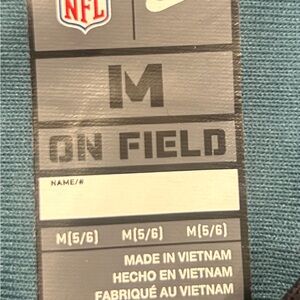 NFL
M
ON FIELD
NAME/#
M(5/6) M(5/6) M(5/6)
MADE IN VIETNAM
HECHO EN VIETNAM
FABRIQUÉ AU VIETNAM